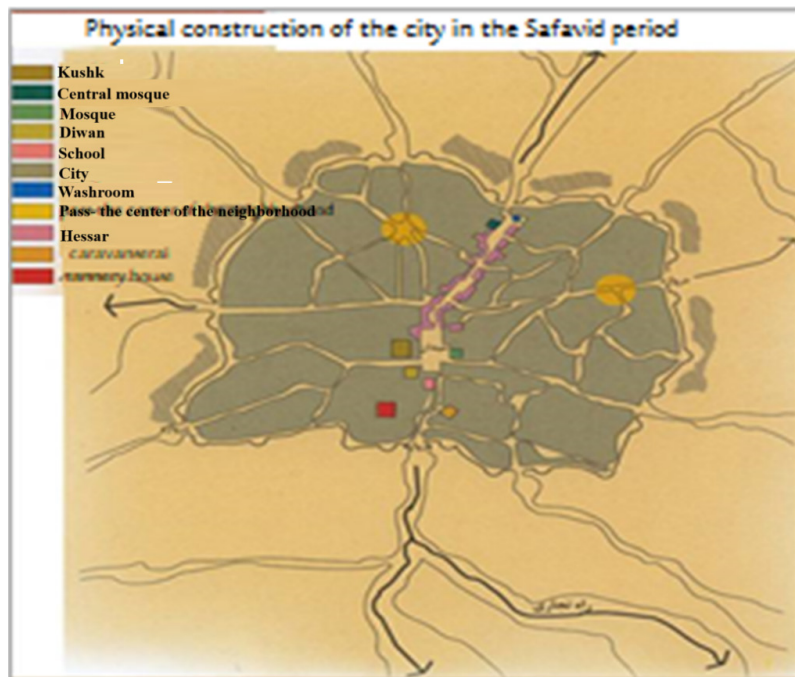 Physical construction of the city in the Safavid period
Kushk
Central mosque
Mosque
Diwan
School
City
Washroom
Pass- the center of the neighborhood
Hessar
caravanserai